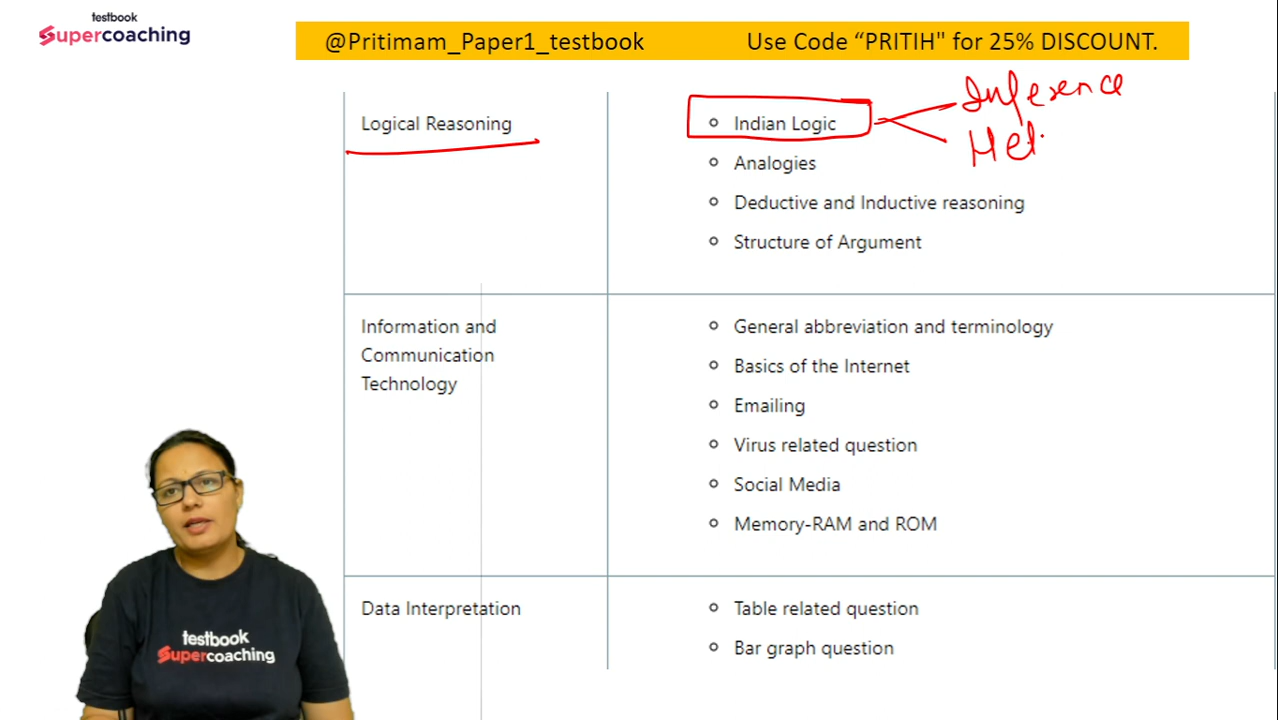 testbook
Supercoaching
@Pritimam_Paper1_testbook Use Code “PRITIH" for 25% DISCOUNT.
Logical Reasoning
Indian Logic
Inference
Het
Analogies
Deductive and Inductive reasoning
Structure of Argument
Information and
Communication
Technology
General abbreviation and terminology
Basics of the Internet
Emailing
Virus related question
Social Media
Memory-RAM and ROM
Data Interpretation
Table related question
Bar graph question
testbook
Supercoaching